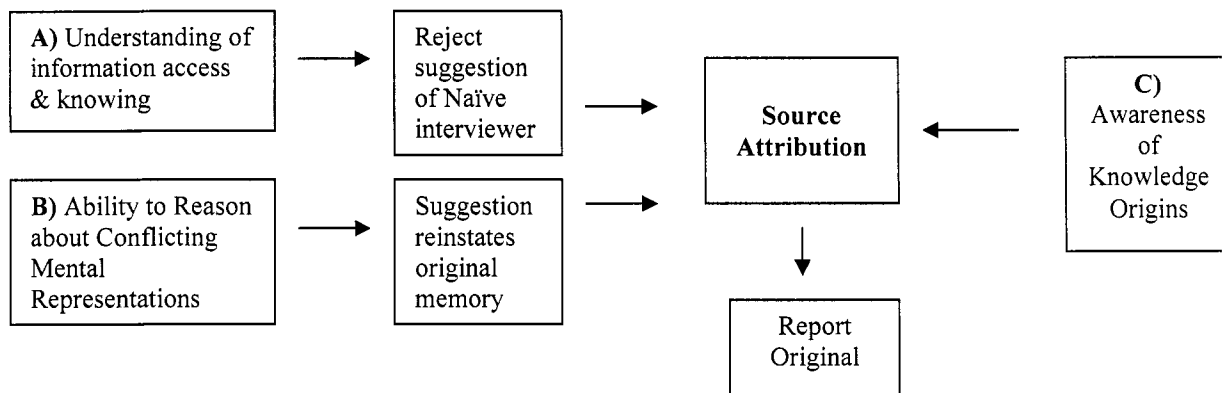 A) Understanding of
information access
& knowing
Reject
suggestion
of Naïve
interviewer
Source
Attribution
C)
Awareness
of
Knowledge
Origins
B) Ability to Reason
about Conflicting
Mental
Representations
Suggestion
reinstates
original
memory
Report
Original